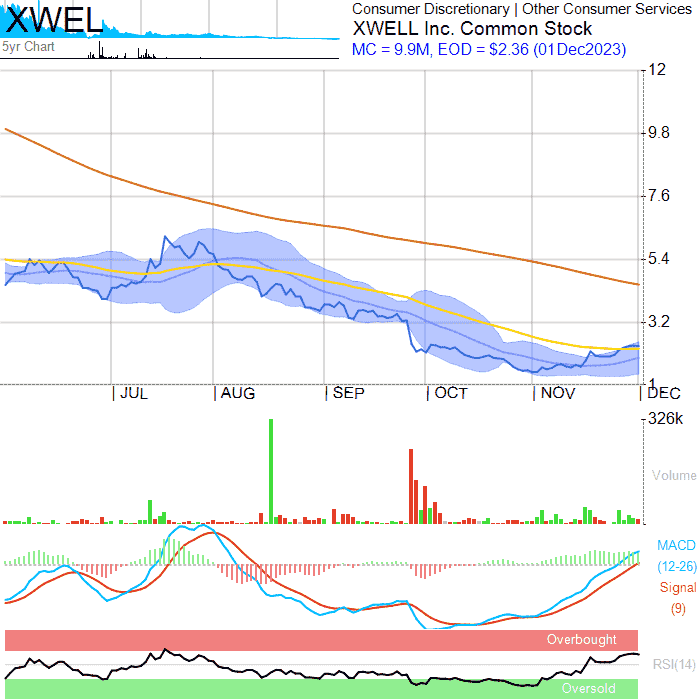 XWEL
5yr Chart
Consumer Discretionary | Other Consumer Services
XWELL Inc. Common Stock
MC = 9.9M, EOD = $2.36 (01Dec2023)
12
9.8
7.6
5.4
3.2
1
| JUL | AUG | SEP | OCT | NOV | DEC
326k
Volume
MACD
(12-26)
Signal
(9)
Overbought
RSI(14)
Oversold